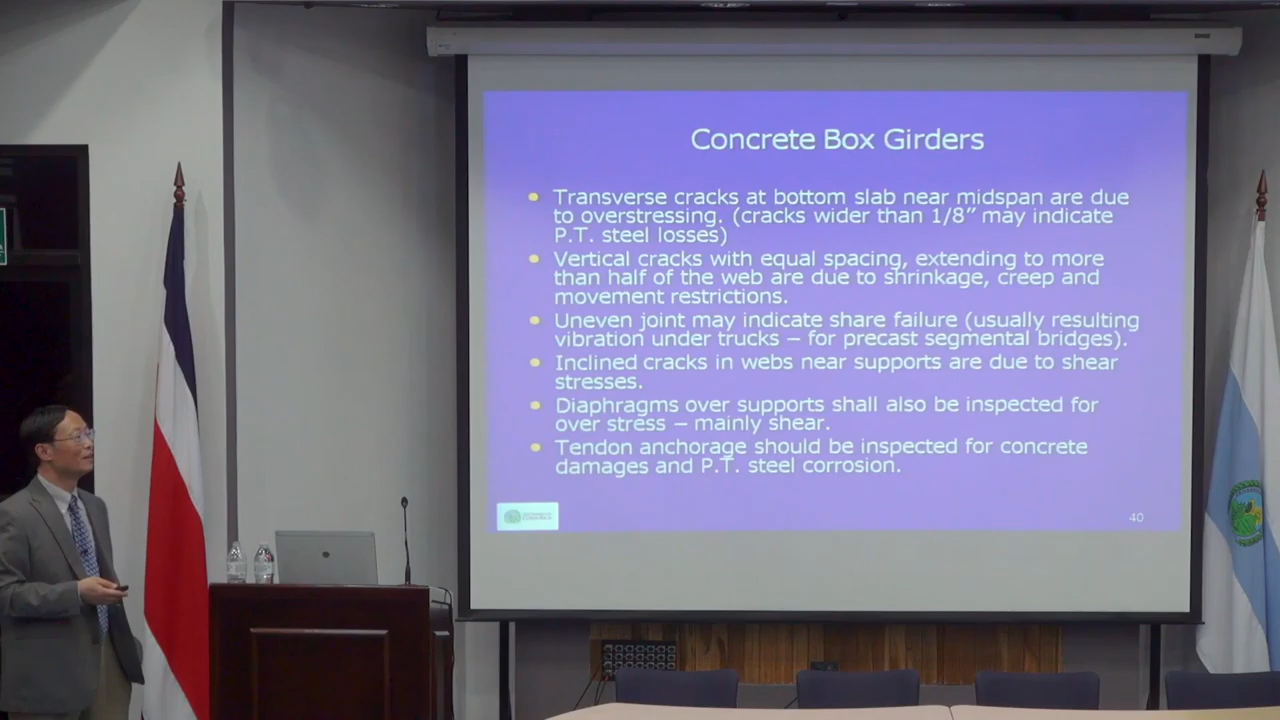 Concrete Box Girders
Transverse cracks at bottom slab near midspan are due
to overstressing. (cracks wider than 1/8” may indicate
P.T. steel losses)
Vertical cracks with equal spacing, extending to more
than half of the web are due to shrinkage, creep and
movement restrictions.
Uneven joint may indicate share failure (usually resulting
vibration under trucks – for precast segmental bridges).
Inclined cracks in webs near supports are due to shear
stresses.
Diaphragms over supports shall also be inspected for
over stress – mainly shear.
Tendon anchorage should be inspected for concrete
damages and P.T. steel corrosion.
40